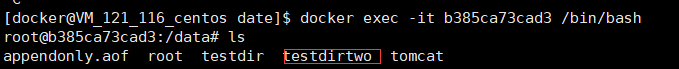 [docker@VM_121_116_centos date]$ docker exec -it b385ca73cad3 /bin/bash
root@b385ca73cad3:/data# ls
appendonly.aof  root  testdir  testdirtwo  tomcat